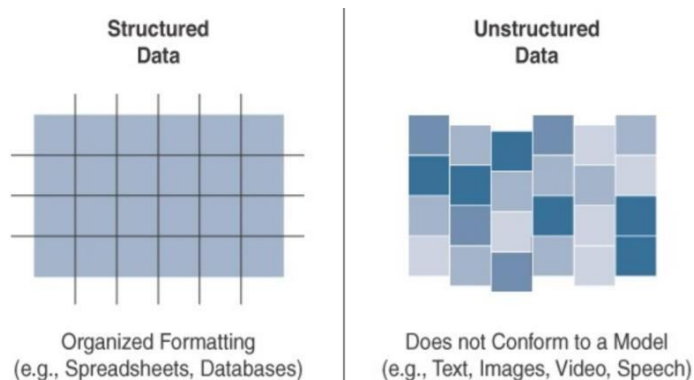 Structured
Data
Organized Formatting
(e.g., Spreadsheets, Databases)
Unstructured
Data
Does not Conform to a Model
(e.g., Text, Images, Video, Speech)